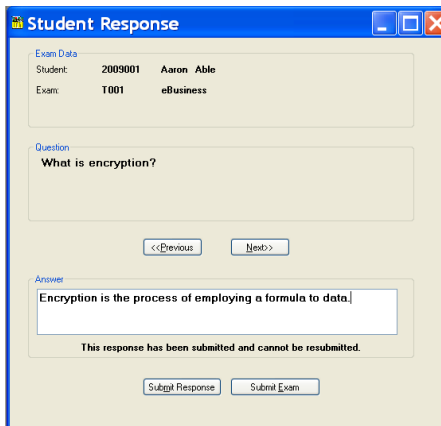 Student Response
Exam Data
Student: 2009001 Aaron Able
Exam: T001 eBusiness
Question
What is encryption?
<<Previous Next>>
Answer
Encryption is the process of employing a formula to data.
This response has been submitted and cannot be resubmitted.
Submit Response Submit Exam